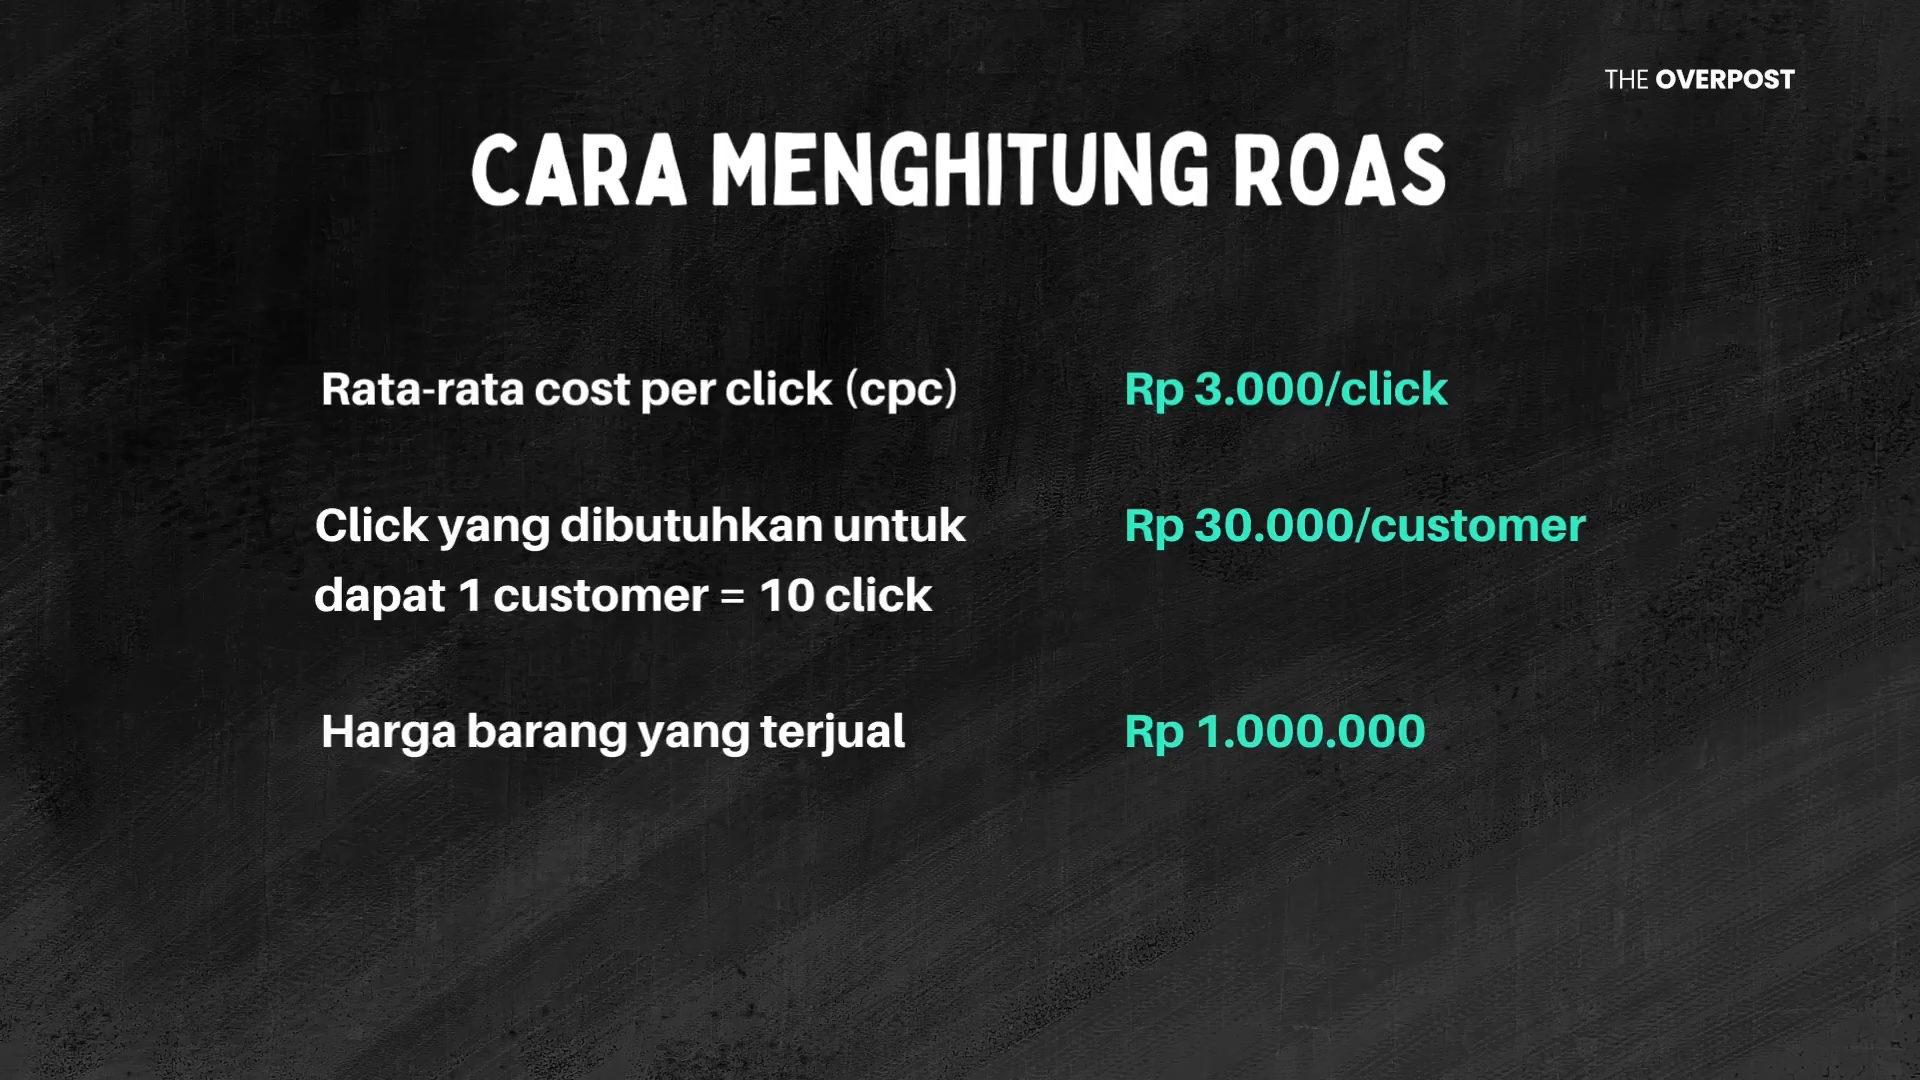 THE OVERPOST
CARA MENGHITUNG ROAS
Rata-rata cost per click (cpc) Rp 3.000/click
Click yang dibutuhkan untuk Rp 30.000/customer
dapat 1 customer = 10 click
Harga barang yang terjual Rp 1.000.000